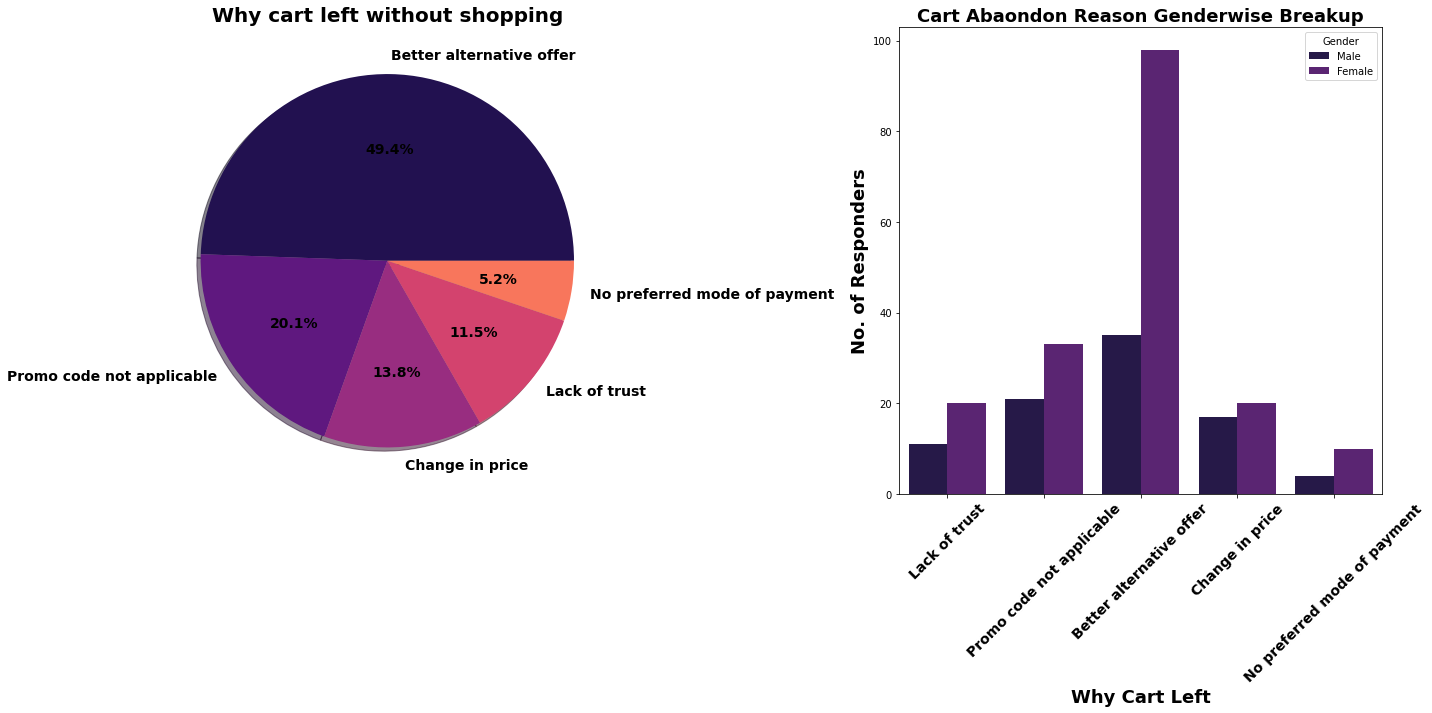 Why cart left without shopping
Better alternative offer
49.4%
20.1%
13.8%
11.5%
5.2%
Promo code not applicable
Change in price
Lack of trust
No preferred mode of payment
Cart Abaondon Reason Genderwise Breakup
Gender
Male
Female
No. of Responders
100
80
60
40
20
0
Lack of trust
Promo code not applicable
Better alternative offer
Change in price
No preferred mode of payment
Why Cart Left